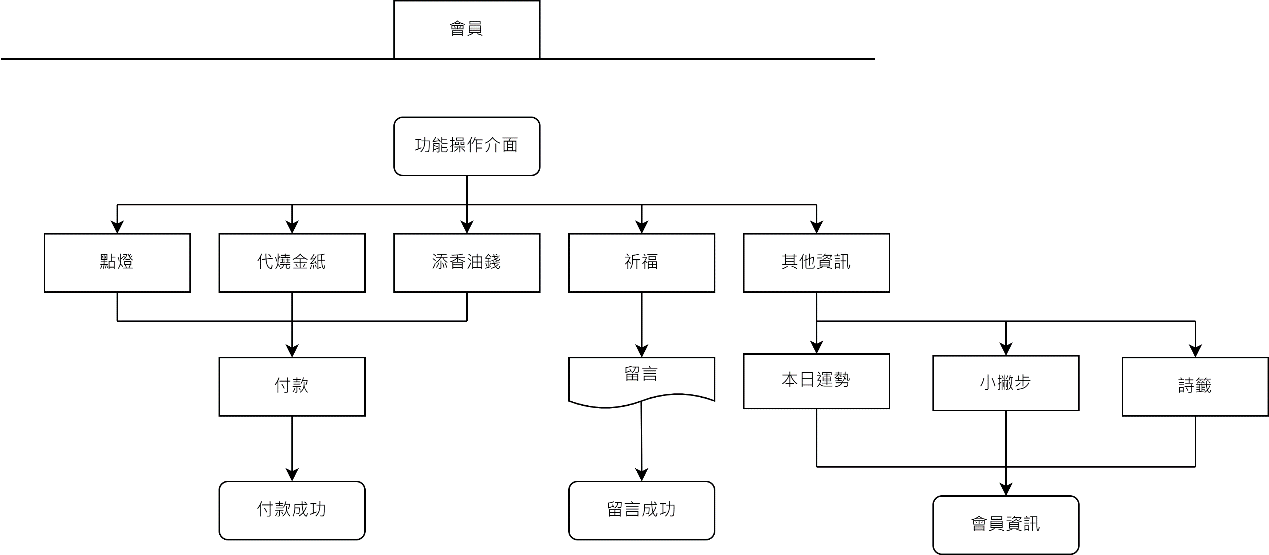 會員
功能操作介面
點燈
代燒金紙
添香油錢
祈福
其他資訊
付款
留言
本日運勢
小撇步
詩籤
付款成功
留言成功
會員資訊